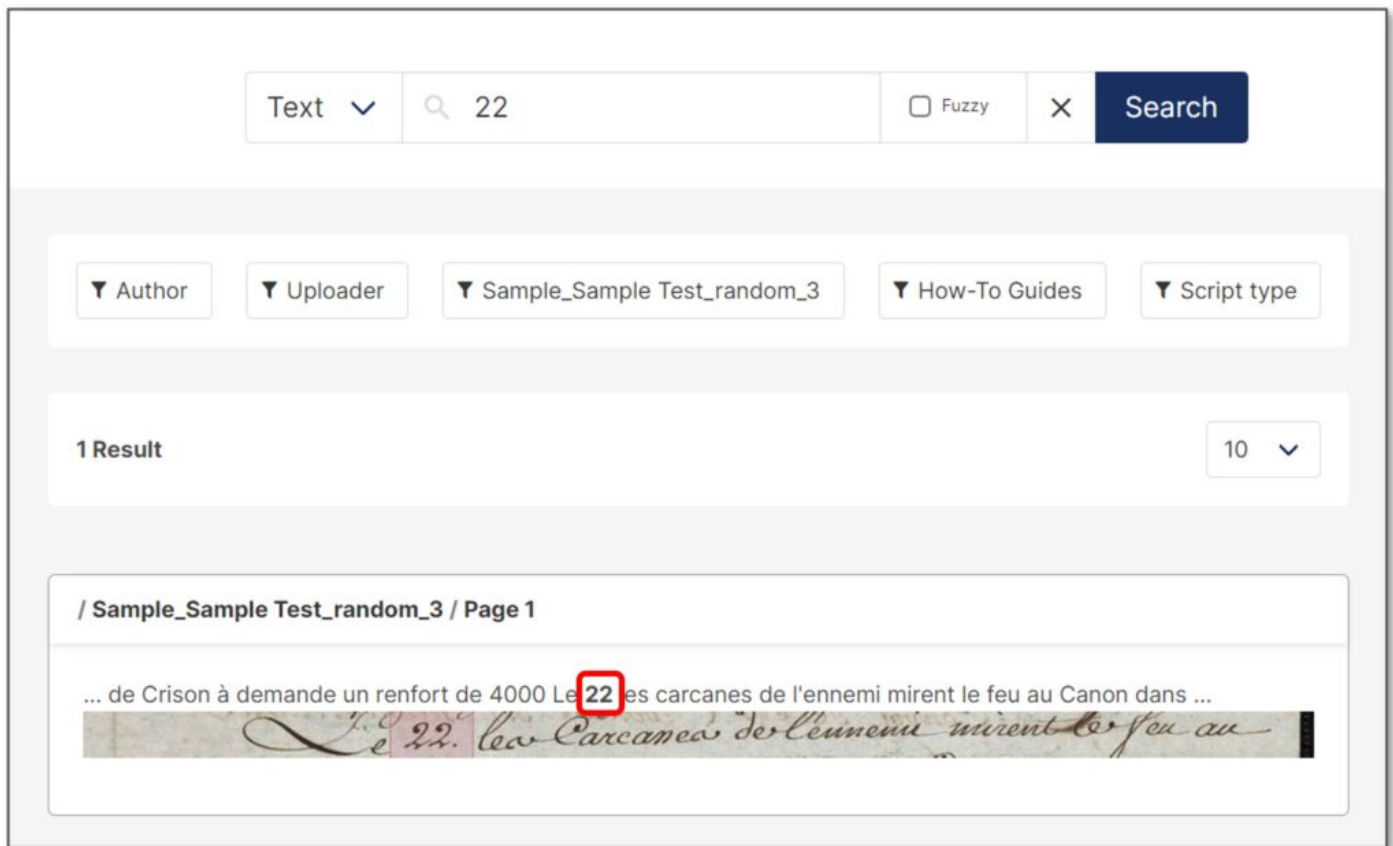 Text 22 Fuzzy × Search
Author Uploader Sample_Sample Test_random_3 How-To Guides Script type
1 Result 10
/ Sample_Sample Test_random_3 / Page 1
... de Crison à demande un renfort de 4000 Le 22 es carcanes de l'ennemi mirent le feu au Canon dans ...
Le 22. les Carcanes de l'ennemi mirent le feu au